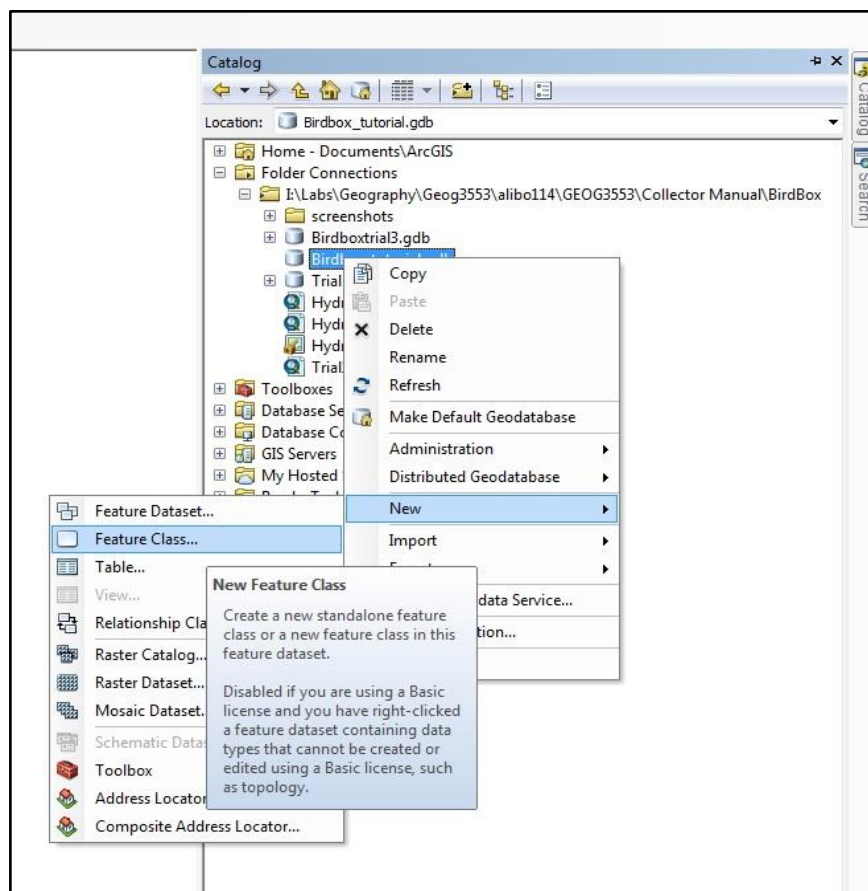 Catalog
Location: Birdbox_tutorial.gdb
Home - Documents\ArcGIS
Folder Connections
I:\Labs\Geography\Geog3553\alibo114\GEOG3553\Collector Manual\BirdBox
screenshots
Birdboxtrial3.gdb
Trial
Hydr
Hydr
Hydr
Trial
Toolboxes
Database Se
Database Co
GIS Servers
My Hosted
Copy
Paste
Delete
Rename
Refresh
Make Default Geodatabase
Administration
Distributed Geodatabase
New
Import
data Service...
tion...
Feature Dataset...
Feature Class...
Table...
View...
Relationship Cla
Raster Catalog...
Raster Dataset...
Mosaic Dataset.
Schematic Datas
Toolbox
Address Locator
Composite Address Locator...
New Feature Class
Create a new standalone feature
class or a new feature class in this
feature dataset.
Disabled if you are using a Basic
license and you have right-clicked
a feature dataset containing data
types that cannot be created or
edited using a Basic license, such
as topology.
Catalog
Search